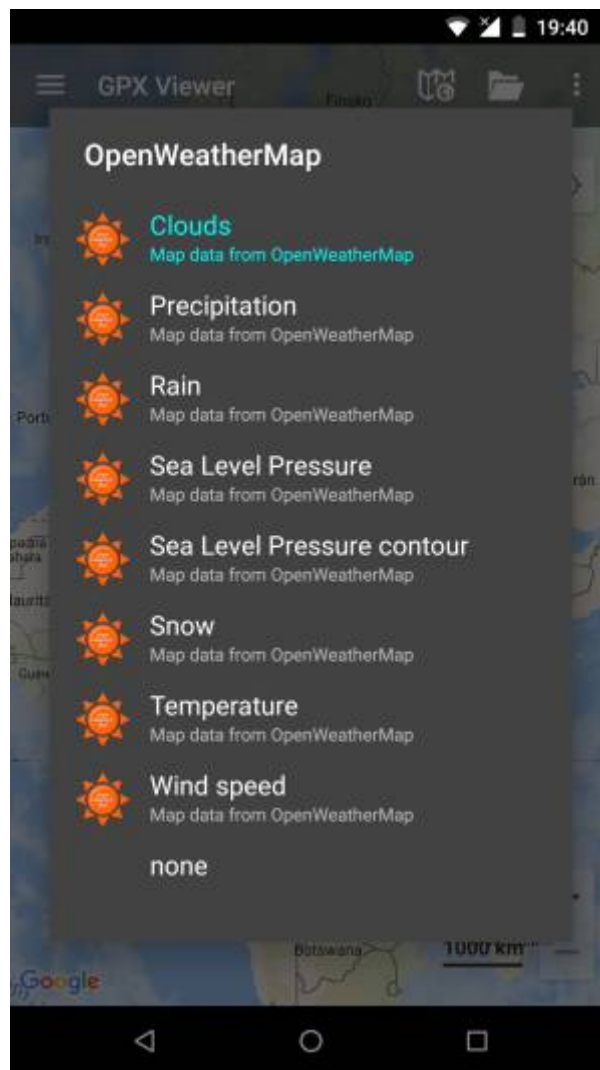 19:40
GPX Viewer
Finsko
OpenWeatherMap
Clouds
Map data from OpenWeatherMap
Precipitation
Map data from OpenWeatherMap
Rain
Map data from OpenWeatherMap
Sea Level Pressure
Map data from OpenWeatherMap
Sea Level Pressure contour
Map data from OpenWeatherMap
Snow
Map data from OpenWeatherMap
Temperature
Map data from OpenWeatherMap
Wind speed
Map data from OpenWeatherMap
none
Botswana
1000 km
Google